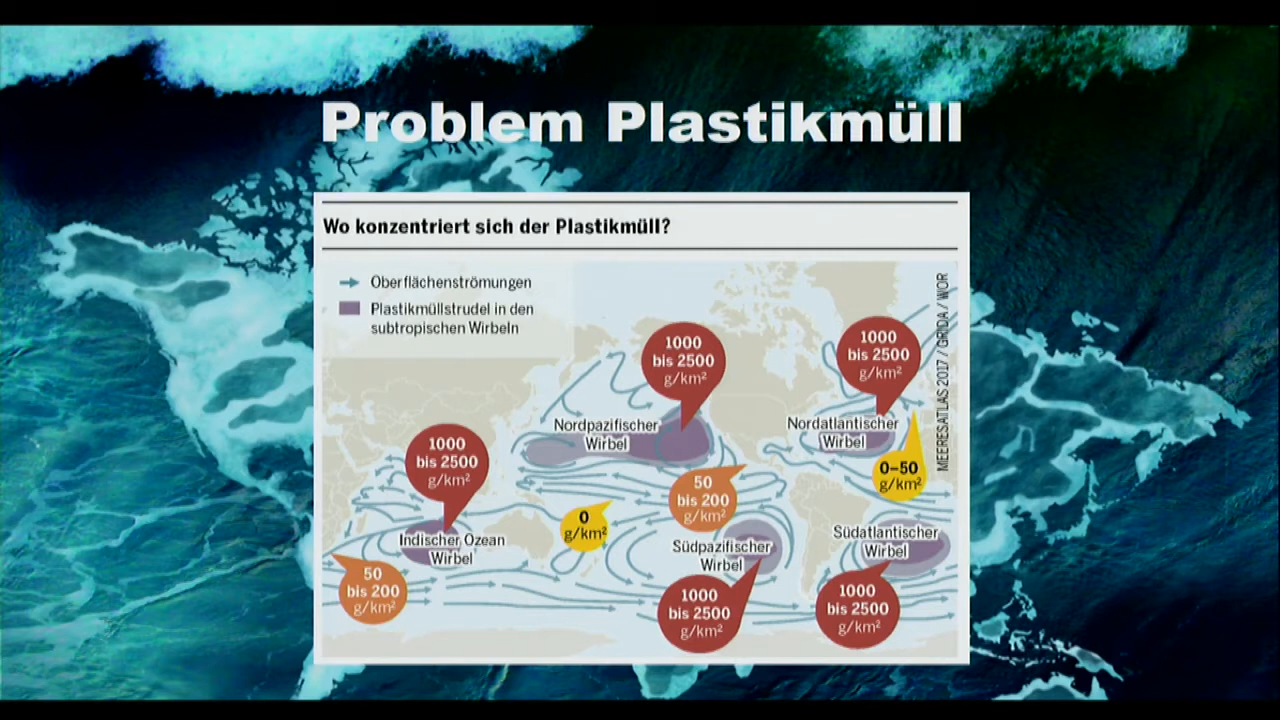 Problem Plastikmüll
Wo konzentriert sich der Plastikmüll?
Oberflächenströmungen
Plastikmüllstrudel in den
subtropischen Wirbeln
1000
bis 2500
g/km²
1000
bis 2500
g/km²
MEERESATLAS 2017 / GRIDA / WOR
Nordpazifischer
Wirbel
Nordatlantischer
Wirbel
1000
bis 2500
g/km²
0–50
g/km²
50
bis 200
g/km²
0
g/km²
Indischer Ozean
Wirbel
Südpazifischer
Wirbel
Südatlantischer
Wirbel
50
bis 200
g/km²
1000
bis 2500
g/km²
1000
bis 2500
g/km²